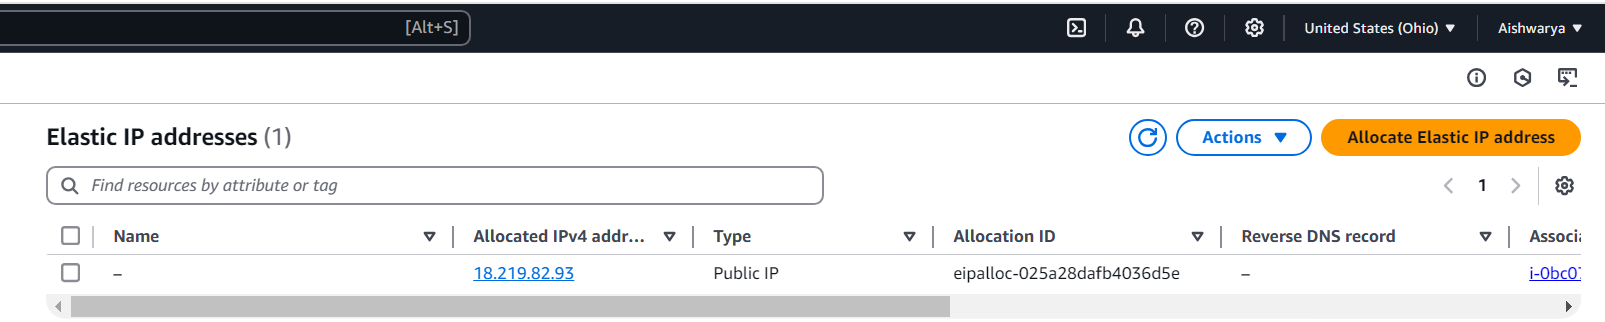 [Alt+S] United States (Ohio) Aishwarya
Elastic IP addresses (1) Actions Allocate Elastic IP address
Find resources by attribute or tag 1
Name Allocated IPv4 addr... Type Allocation ID Reverse DNS record Associa
– 18.219.82.93 Public IP eipalloc-025a28dafb4036d5e – i-0bc07